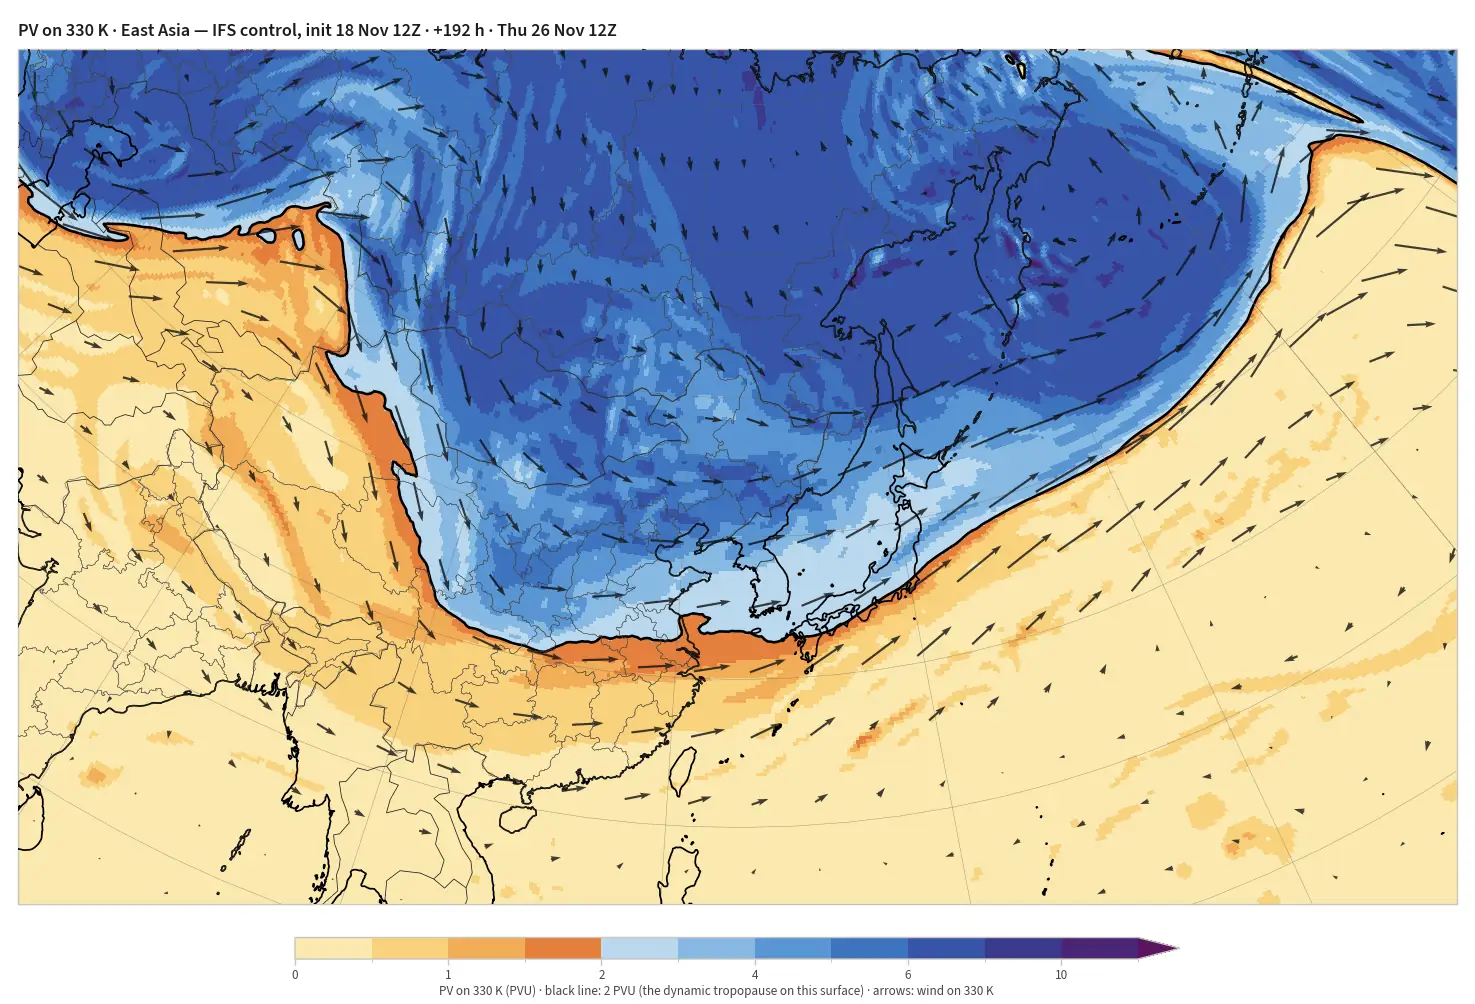 PV on 330 K · East Asia — IFS control, init 18 Nov 12Z · +192 h · Thu 26 Nov 12Z
0 1 2 4 6 10
PV on 330 K (PVU) · black line: 2 PVU (the dynamic tropopause on this surface) · arrows: wind on 330 K